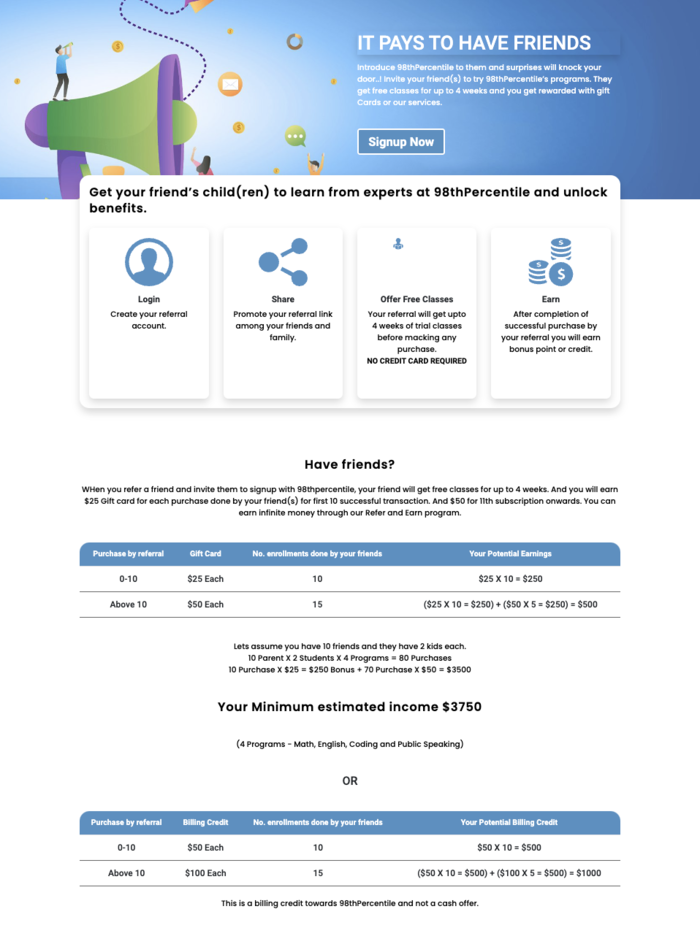 IT PAYS TO HAVE FRIENDS
Introduce 98thPercentile to them and surprises will knock your
door..! Invite your friend(s) to try 98thPercentile's programs. They
get free classes for up to 4 weeks and you get rewarded with gift
Cards or our services.
Signup Now
Get your friend's child(ren) to learn from experts at 98thPercentile and unlock
benefits.
Login
Create your referral
account.
Share
Promote your referral link
among your friends and
family.
Offer Free Classes
Your referral will get upto
4 weeks of trial classes
before macking any
purchase.
NO CREDIT CARD REQUIRED
Earn
After completion of
successful purchase by
your referral you will earn
bonus point or credit.
Have friends?
WHen you refer a friend and invite them to signup with 98thpercentile, your friend will get free classes for up to 4 weeks. And you will earn
$25 Gift card for each purchase done by your friend(s) for first 10 successful transaction. And $50 for 11th subscription onwards. You can
earn infinite money through our Refer and Earn program.
Purchase by referral Gift Card No. enrollments done by your friends Your Potential Earnings
0-10 $25 Each 10 $25 X 10 = $250
Above 10 $50 Each 15 ($25 X 10 = $250) + ($50 X 5 = $250) = $500
Lets assume you have 10 friends and they have 2 kids each.
10 Parent X 2 Students X 4 Programs = 80 Purchases
10 Purchase X $25 = $250 Bonus + 70 Purchase X $50 = $3500
Your Minimum estimated income $3750
(4 Programs - Math, English, Coding and Public Speaking)
OR
Purchase by referral Billing Credit No. enrollments done by your friends Your Potential Billing Credit
0-10 $50 Each 10 $50 X 10 = $500
Above 10 $100 Each 15 ($50 X 10 = $500) + ($100 X 5 = $500) = $1000
This is a billing credit towards 98thPercentile and not a cash offer.